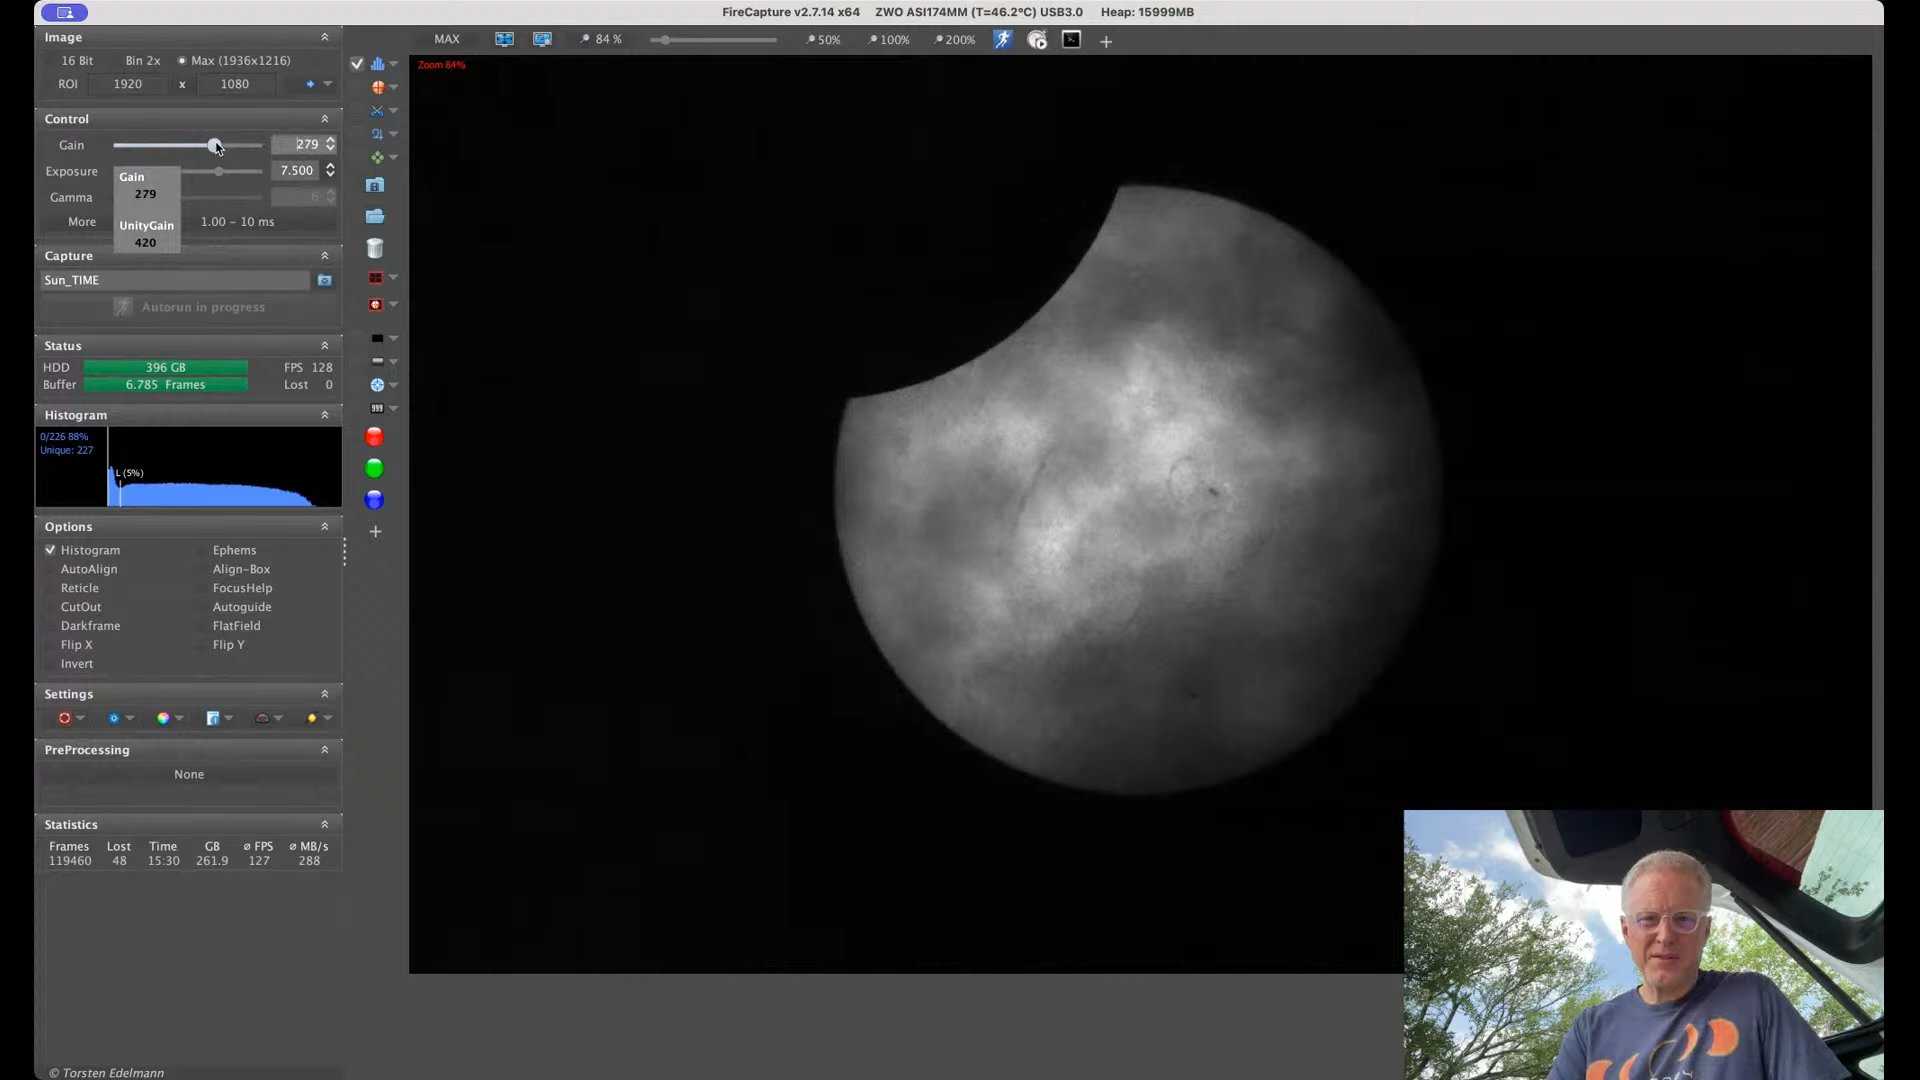 FireCapture v2.7.14 x64 ZWO ASI174MM (T=46.2°C) USB3.0 Heap: 15999MB
MAX 84 % 50% 100% 200%
Zoom 84%
Image
16 Bit Bin 2x Max (1936x1216)
ROI 1920 x 1080
Control
Gain 279
Exposure 7.500
Gamma 6
More 1.00 - 10 ms
Gain
279
UnityGain
420
Capture
Sun_TIME
Autorun in progress
Status
HDD 396 GB FPS 128
Buffer 6.785 Frames Lost 0
Histogram
0/226 88%
Unique: 227
L (5%)
Options
Histogram Ephems
AutoAlign Align-Box
Reticle FocusHelp
CutOut Autoguide
Darkframe FlatField
Flip X Flip Y
Invert
Settings
PreProcessing
None
Statistics
Frames Lost Time GB ø FPS ø MB/s
119460 48 15:30 261.9 127 288
© Torsten Edelmann
999